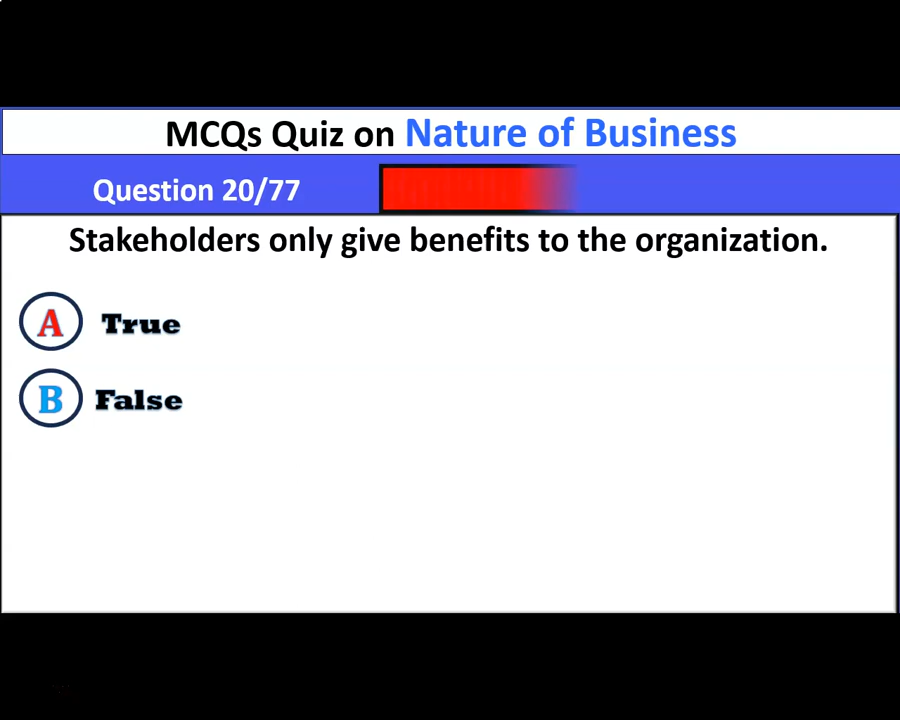 MCQs Quiz on Nature of Business
Question 20/77
Stakeholders only give benefits to the organization.
A True
B False